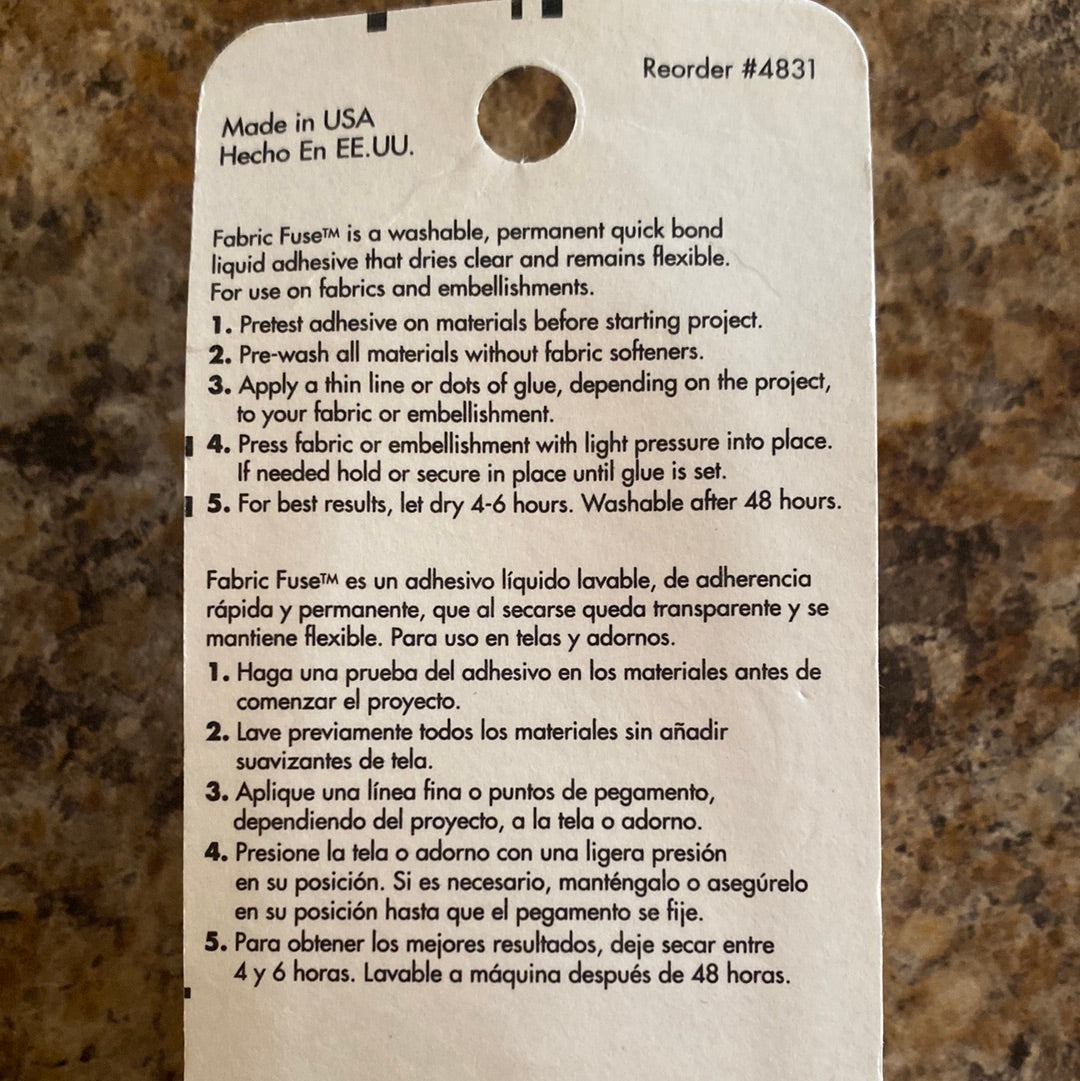 Reorder #4831
Made in USA
Hecho En EE.UU.
Fabric Fuse™ is a washable, permanent quick bond
liquid adhesive that dries clear and remains flexible.
For use on fabrics and embellishments.
1. Pretest adhesive on materials before starting project.
2. Pre-wash all materials without fabric softeners.
3. Apply a thin line or dots of glue, depending on the project,
to your fabric or embellishment.
4. Press fabric or embellishment with light pressure into place.
If needed hold or secure in place until glue is set.
5. For best results, let dry 4-6 hours. Washable after 48 hours.
Fabric Fuse™ es un adhesivo líquido lavable, de adherencia
rápida y permanente, que al secarse queda transparente y se
mantiene flexible. Para uso en telas y adornos.
1. Haga una prueba del adhesivo en los materiales antes de
comenzar el proyecto.
2. Lave previamente todos los materiales sin añadir
suavizantes de tela.
3. Aplique una línea fina o puntos de pegamento,
dependiendo del proyecto, a la tela o adorno.
4. Presione la tela o adorno con una ligera presión
en su posición. Si es necesario, manténgalo o asegúrelo
en su posición hasta que el pegamento se fije.
5. Para obtener los mejores resultados, deje secar entre
4 y 6 horas. Lavable a máquina después de 48 horas.